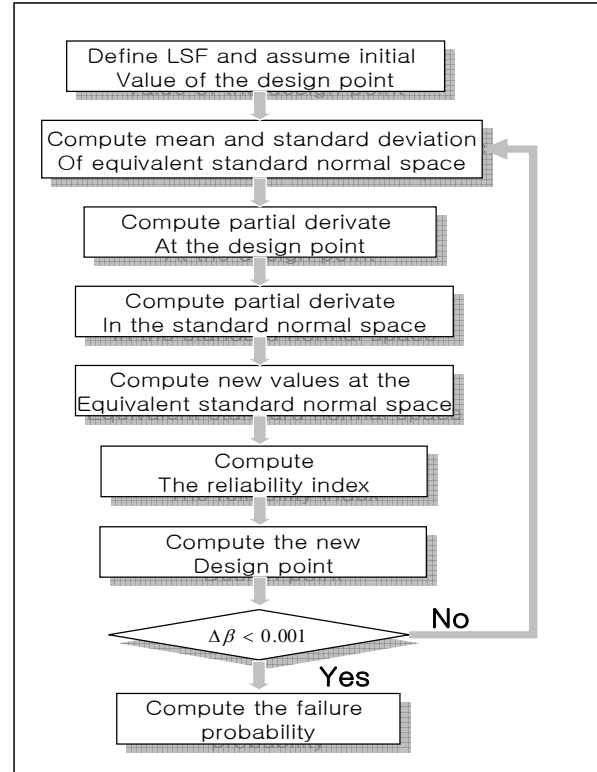 Define LSF and assume initial
Value of the design point
Compute mean and standard deviation
Of equivalent standard normal space
Compute partial derivate
At the design point
Compute partial derivate
In the standard normal space
Compute new values at the
Equivalent standard normal space
Compute
The reliability index
Compute the new
Design point
Δβ < 0.001
No
Yes
Compute the failure
probability